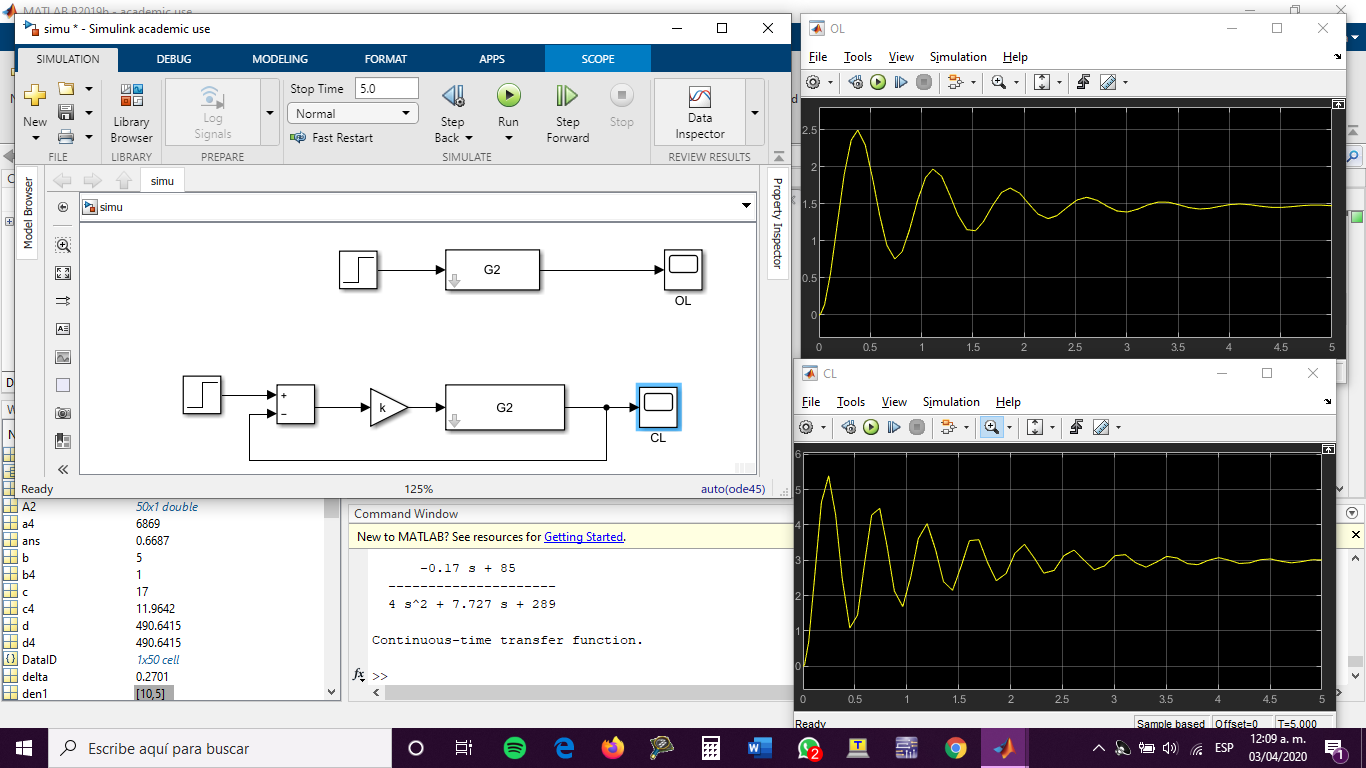 MATLAB R2019b - academic use
simu * - Simulink academic use
SIMULATION DEBUG MODELING FORMAT APPS SCOPE
New
FILE
Library
Browser
LIBRARY
Log
Signals
PREPARE
Stop Time 5.0
Normal
Fast Restart
Step
Back
Run
Step
Forward
Stop
SIMULATE
Data
Inspector
REVIEW RESULTS
simu
Model Browser
simu
Property Inspector
G2
OL
+
−
k
G2
CL
Ready 125% auto(ode45)
A2 50x1 double
a4 6869
ans 0.6687
b 5
b4 1
c 17
c4 11.9642
d 490.6415
d4 490.6415
DataID 1x50 cell
delta 0.2701
den1 [10,5]
Command Window
New to MATLAB? See resources for Getting Started.
-0.17 s + 85
---------------------
4 s^2 + 7.727 s + 289
Continuous-time transfer function.
fx >>
OL
File Tools View Simulation Help
2.5
2
1.5
1
0.5
0
0 0.5 1 1.5 2 2.5 3 3.5 4 4.5 5
CL
File Tools View Simulation Help
6
5
4
3
2
1
0
0 0.5 1 1.5 2 2.5 3 3.5 4 4.5 5
Ready Sample based Offset=0 T=5.000
Escribe aquí para buscar
2
ESP
12:09 a. m.
03/04/2020
1